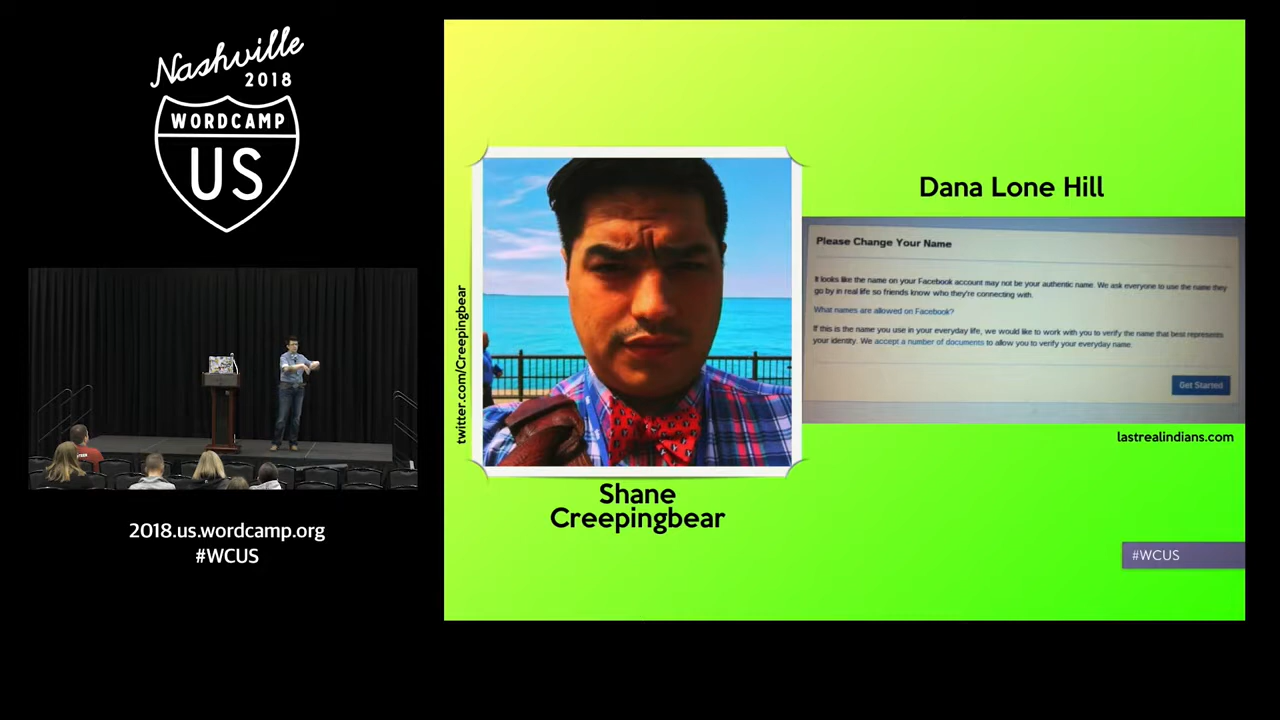 Nashville
2018
WORDCAMP
US
2018.us.wordcamp.org
#WCUS
twitter.com/Creepingbear
Shane
Creepingbear
Dana Lone Hill
Please Change Your Name
It looks like the name on your Facebook account may not be your authentic name. We ask everyone to use the name they
go by in real life so friends know who they're connecting with.
What names are allowed on Facebook?
If this is the name you use in your everyday life, we would like to work with you to verify the name that best represents
your identity. We accept a number of documents to allow you to verify your everyday name.
Get Started
lastrealindians.com
#WCUS